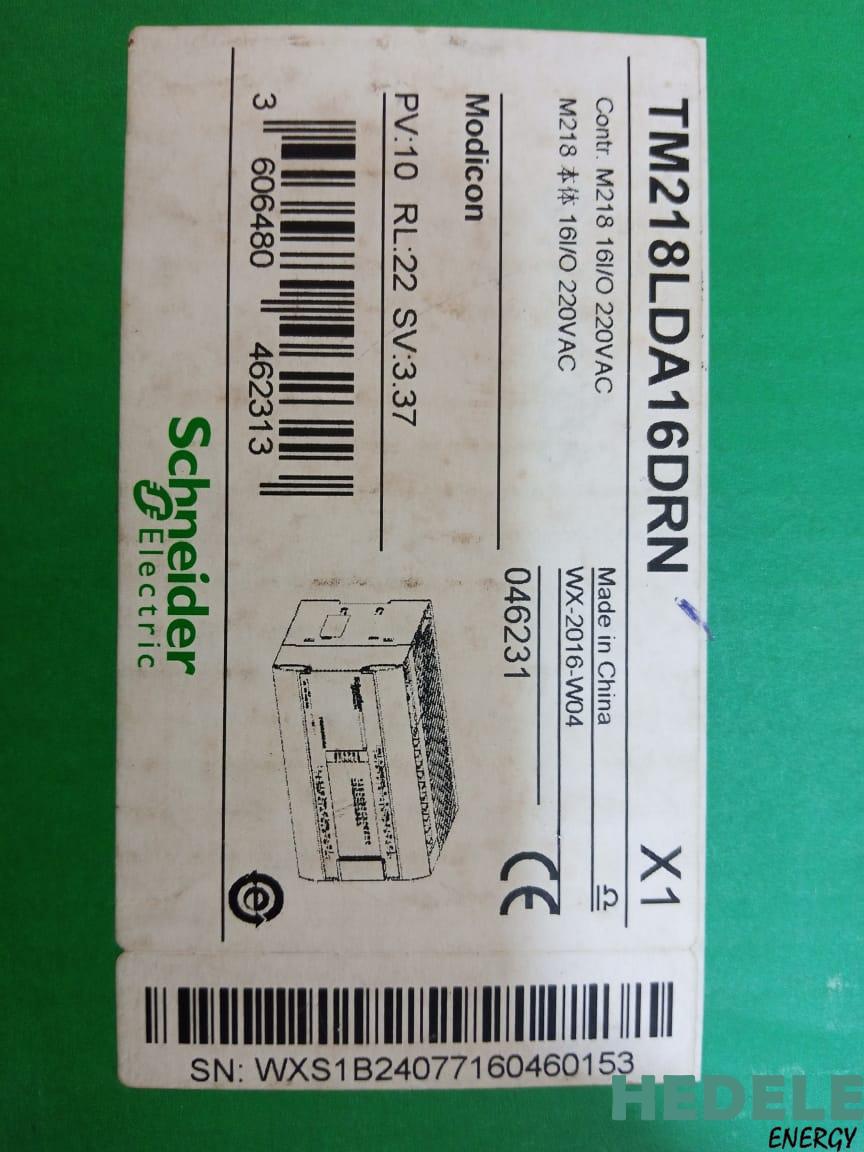 TM218LDA16DRN X1
Contr. M218 16I/O 220VAC
M218 本体 16I/O 220VAC
Made in China
WX-2016-W04
Modicon
046231
CE
PV:10 RL:22 SV:3.37
3 606480 462313
Schneider
Electric
e
SN: WXS1B24077160460153
HEDELE
ENERGY